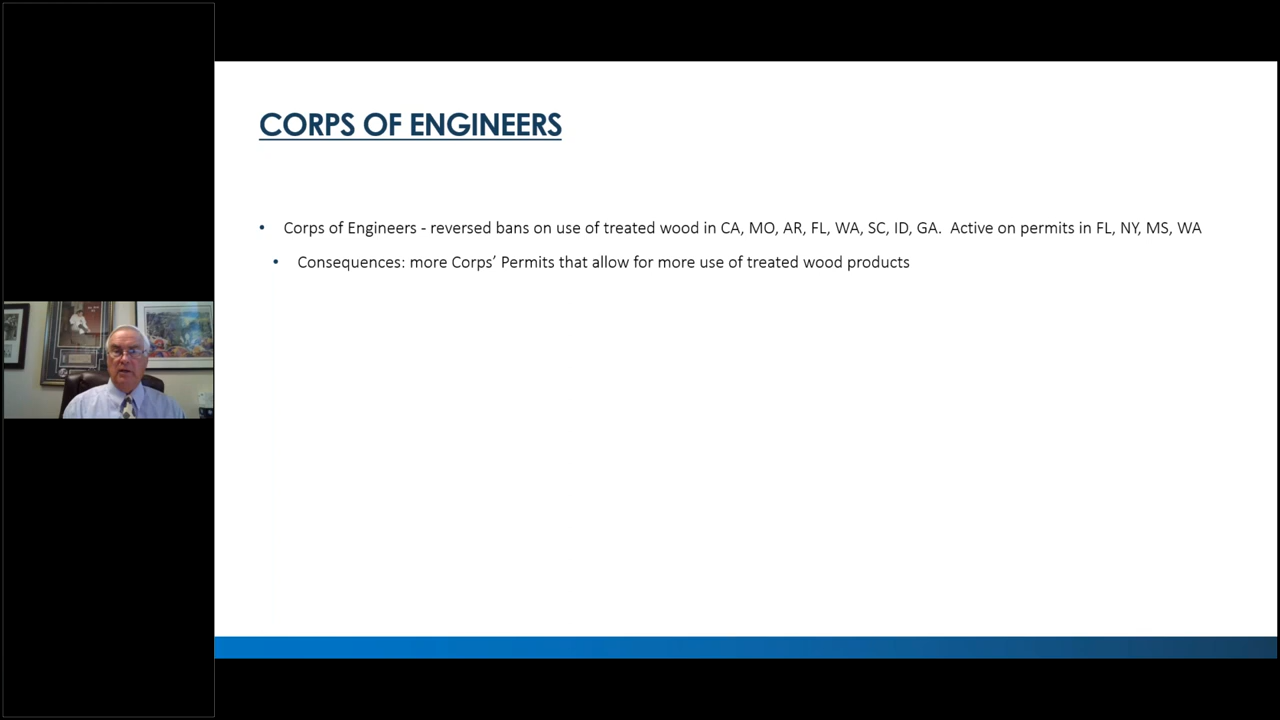 CORPS OF ENGINEERS
• Corps of Engineers - reversed bans on use of treated wood in CA, MO, AR, FL, WA, SC, ID, GA.  Active on permits in FL, NY, MS, WA
• Consequences: more Corps’ Permits that allow for more use of treated wood products